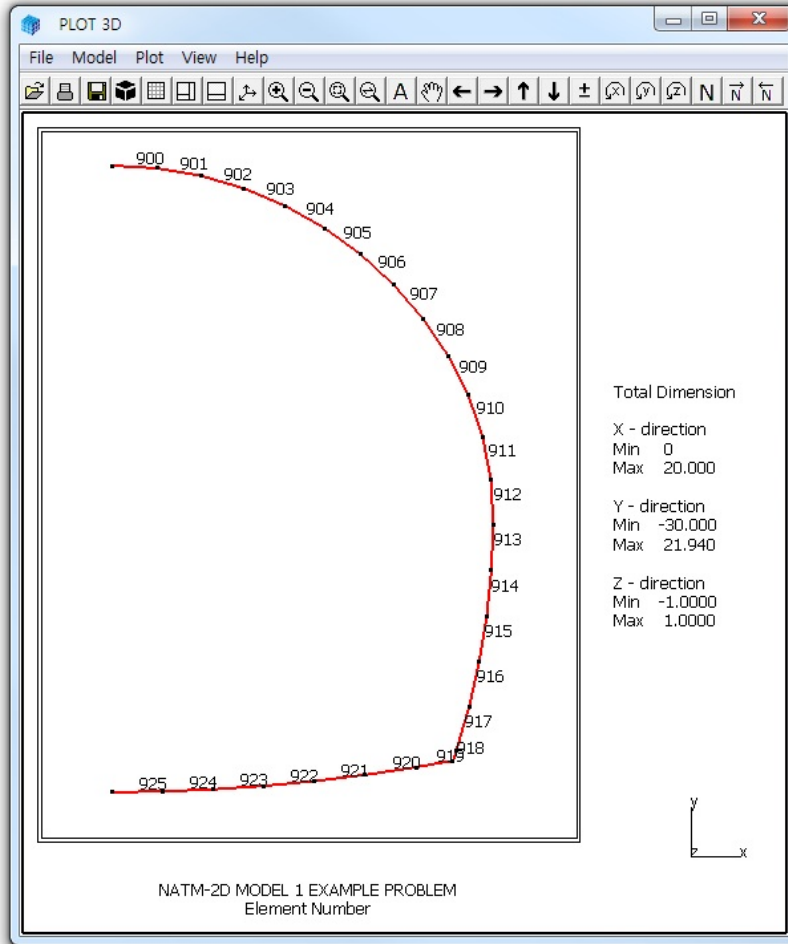 PLOT 3D
File Model Plot View Help
A ± x y z N N N
900
901
902
903
904
905
906
907
908
909
910
911
912
913
914
915
916
917
918
919
920
921
922
923
924
925
Total Dimension
X - direction
Min 0
Max 20.000
Y - direction
Min -30.000
Max 21.940
Z - direction
Min -1.0000
Max 1.0000
y
z x
NATM-2D MODEL 1 EXAMPLE PROBLEM
Element Number